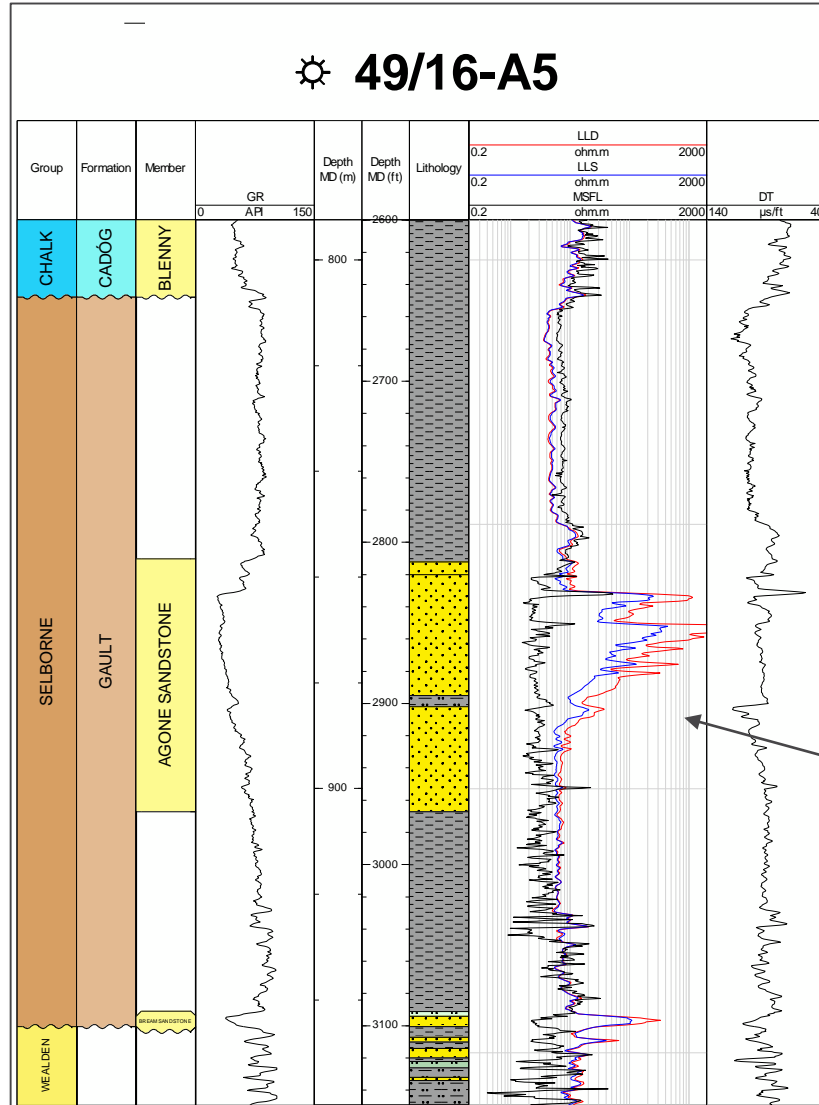 49/16-A5
Group
Formation
Member
GR
0 API 150
Depth
MD (m)
Depth
MD (ft)
Lithology
LLD
0.2 ohm.m 2000
LLS
0.2 ohm.m 2000
MSFL
0.2 ohm.m 2000
DT
140 µs/ft 40
CHALK
CADÓG
BLENNY
SELBORNE
GAULT
AGONE SANDSTONE
BREAM SANDSTONE
WEALDEN
800
900
2600
2700
2800
2900
3000
3100